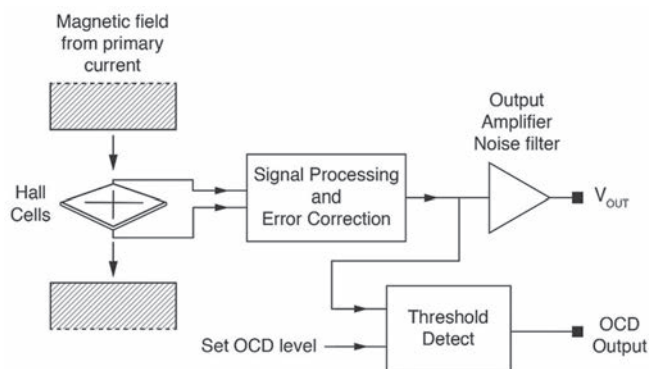 Magnetic field
from primary
current
Hall
Cells
Signal Processing
and
Error Correction
Output
Amplifier
Noise filter
V_OUT
Set OCD level
Threshold
Detect
OCD
Output